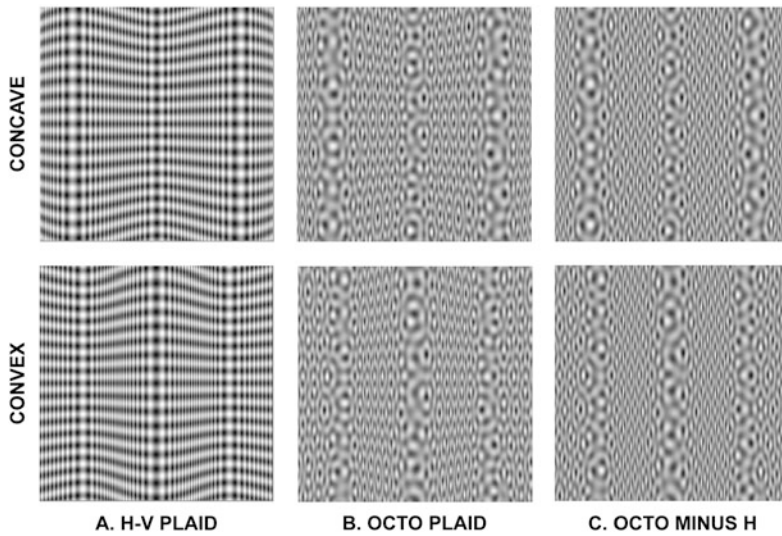 CONCAVE
CONVEX
A. H-V PLAID
B. OCTO PLAID
C. OCTO MINUS H